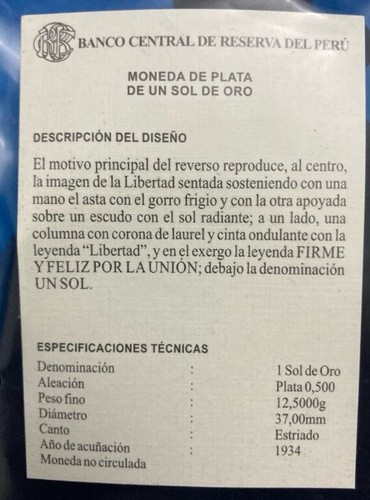 BANCO CENTRAL DE RESERVA DEL PERÚ
MONEDA DE PLATA
DE UN SOL DE ORO
DESCRIPCIÓN DEL DISEÑO
El motivo principal del reverso reproduce, al centro,
la imagen de la Libertad sentada sosteniendo con una
mano el asta con el gorro frigio y con la otra apoyada
sobre un escudo con el sol radiante; a un lado, una
columna con corona de laurel y cinta ondulante con la
leyenda “Libertad”, y en el exergo la leyenda FIRME
Y FELIZ POR LA UNIÓN; debajo la denominación
UN SOL.
ESPECIFICACIONES TÉCNICAS
Denominación : 1 Sol de Oro
Aleación : Plata 0,500
Peso fino : 12,5000g
Diámetro : 37,00mm
Canto : Estriado
Año de acuñación : 1934
Moneda no circulada